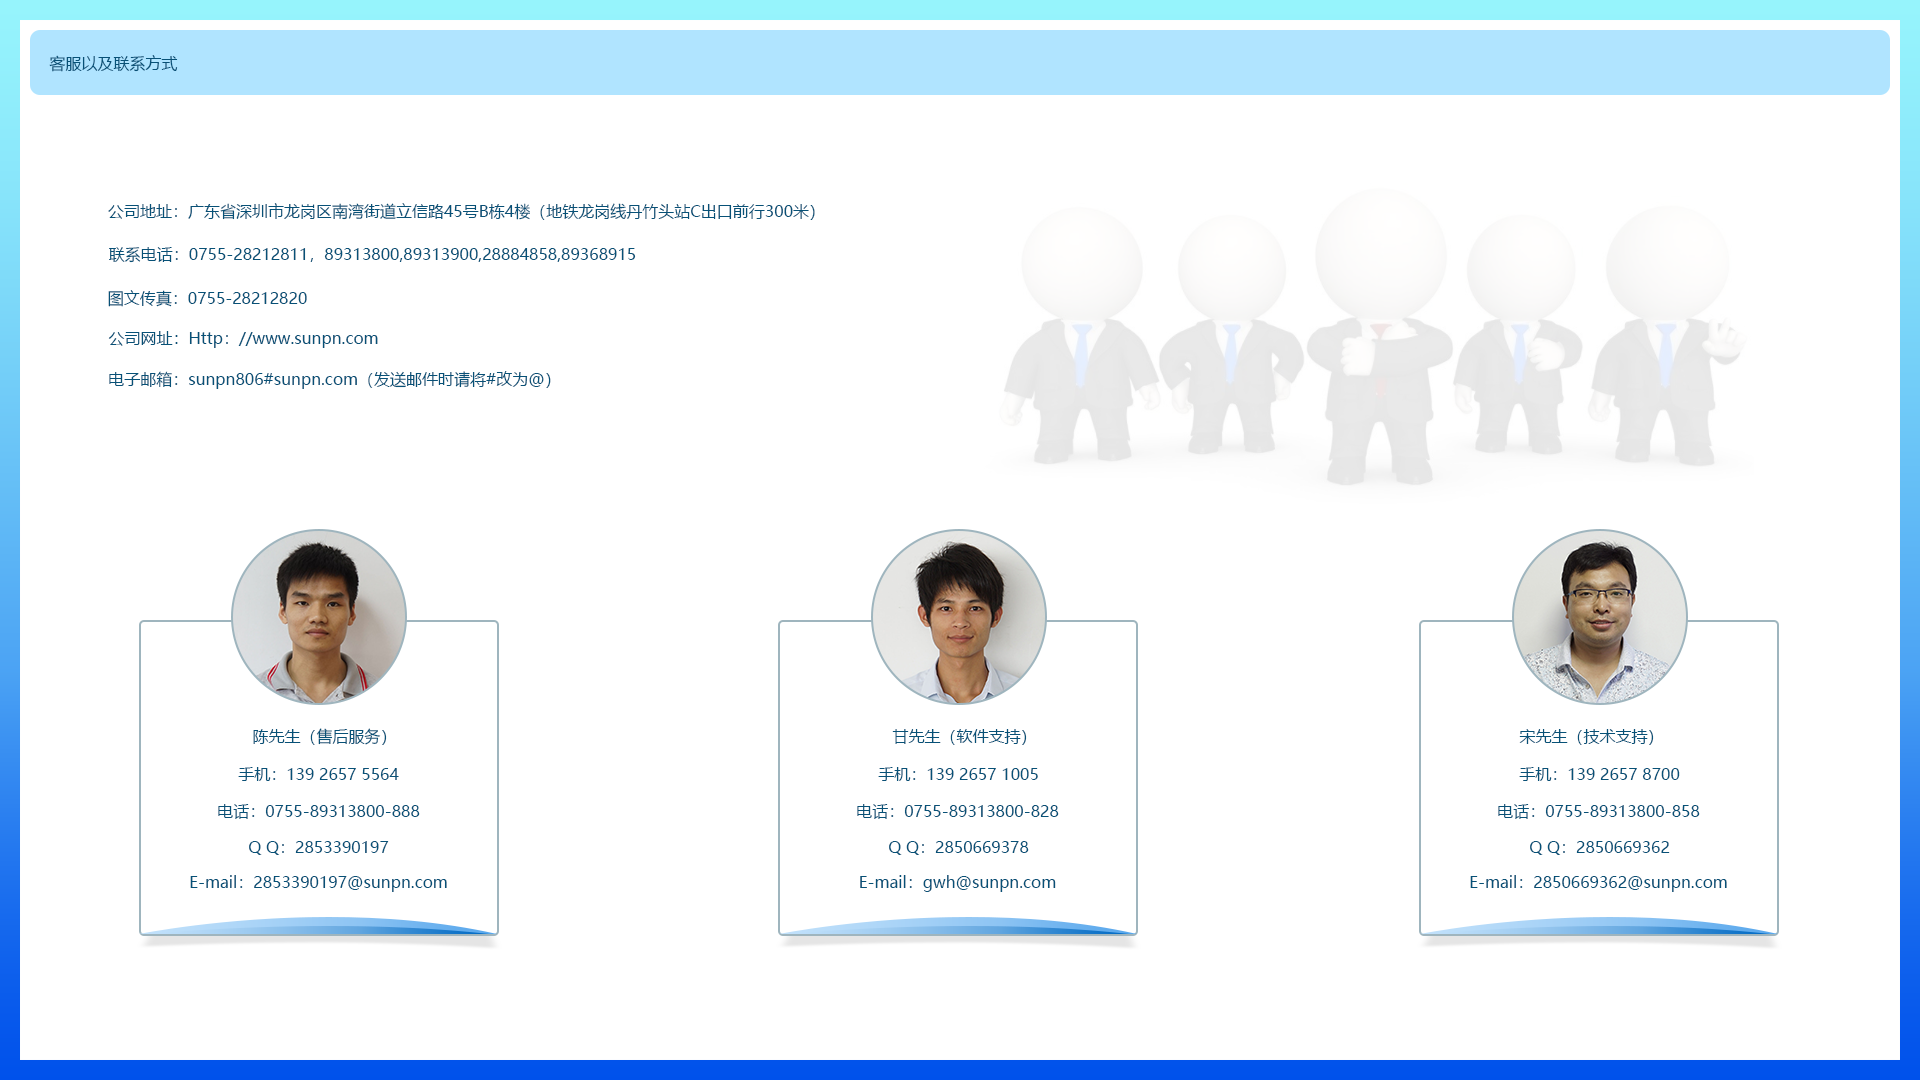 客服以及联系方式
公司地址：广东省深圳市龙岗区南湾街道立信路45号B栋4楼（地铁龙岗线丹竹头站C出口前行300米）
联系电话：0755-28212811，89313800,89313900,28884858,89368915
图文传真：0755-28212820
公司网址：Http：//www.sunpn.com
电子邮箱：sunpn806#sunpn.com（发送邮件时请将#改为@）
陈先生（售后服务）
手机：139 2657 5564
电话：0755-89313800-888
Q Q：2853390197
E-mail：2853390197@sunpn.com
甘先生（软件支持）
手机：139 2657 1005
电话：0755-89313800-828
Q Q：2850669378
E-mail：gwh@sunpn.com
宋先生（技术支持）
手机：139 2657 8700
电话：0755-89313800-858
Q Q：2850669362
E-mail：2850669362@sunpn.com